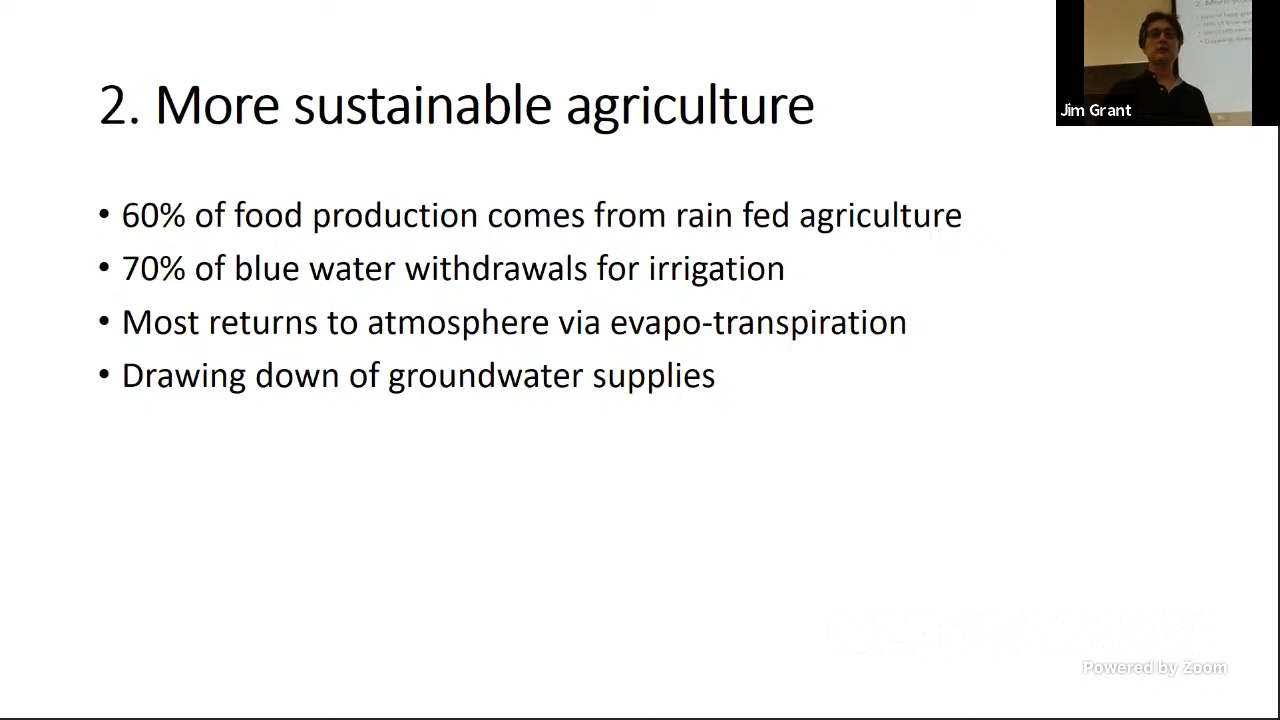 2. More sustainable agriculture
Jim Grant
• 60% of food production comes from rain fed agriculture
• 70% of blue water withdrawals for irrigation
• Most returns to atmosphere via evapo-transpiration
• Drawing down of groundwater supplies
Powered by Zoom